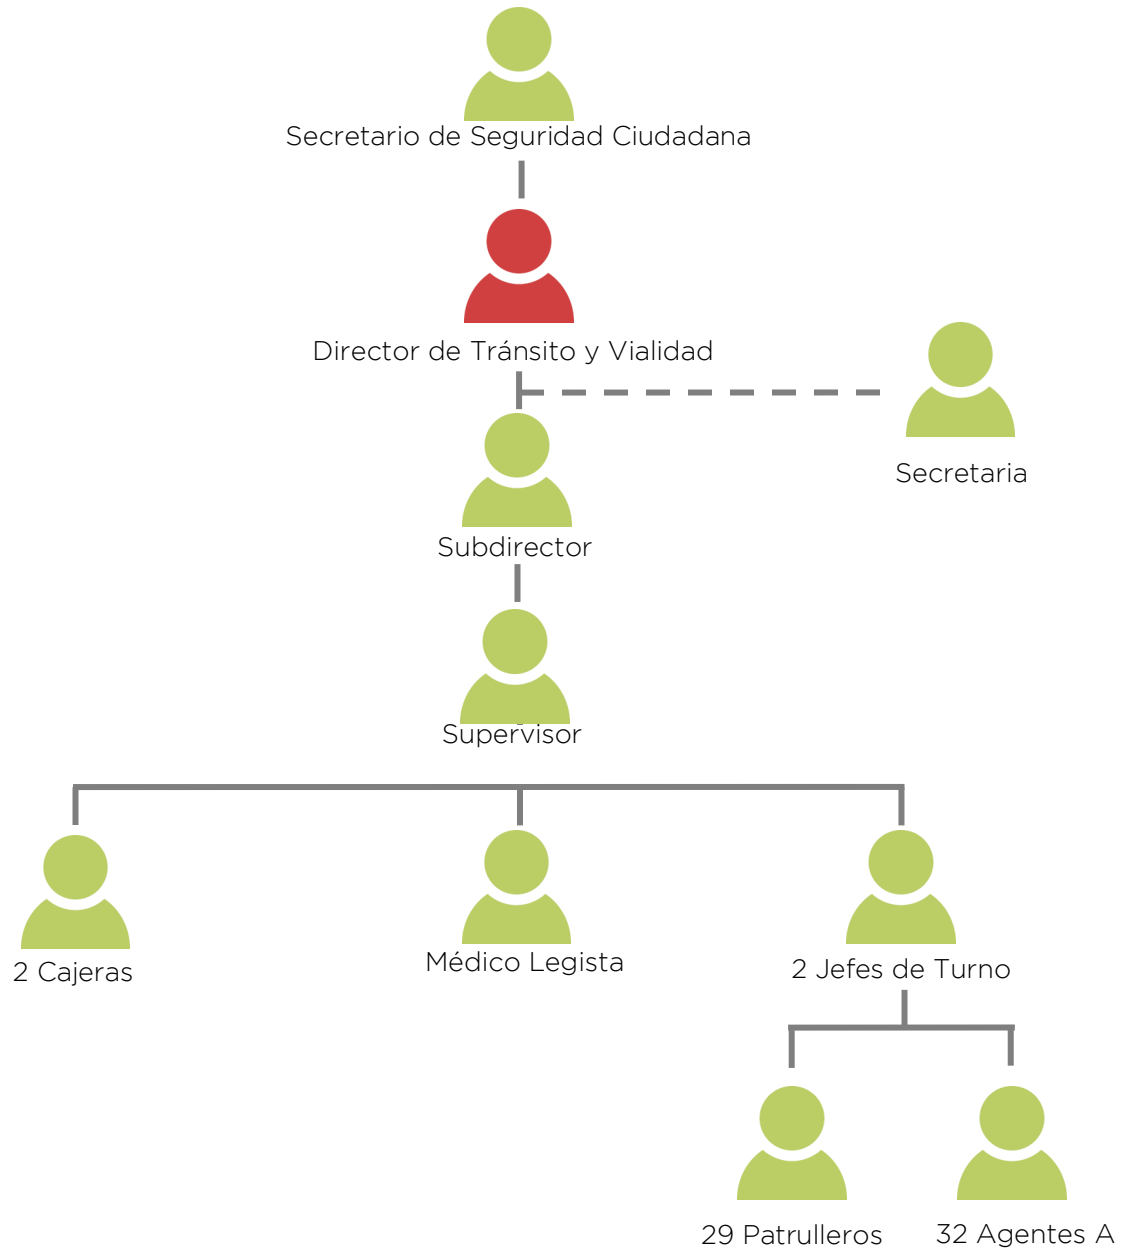 Secretario de Seguridad Ciudadana
Director de Tránsito y Vialidad
Secretaria
Subdirector
Supervisor
2 Cajeras
Médico Legista
2 Jefes de Turno
29 Patrulleros
32 Agentes A